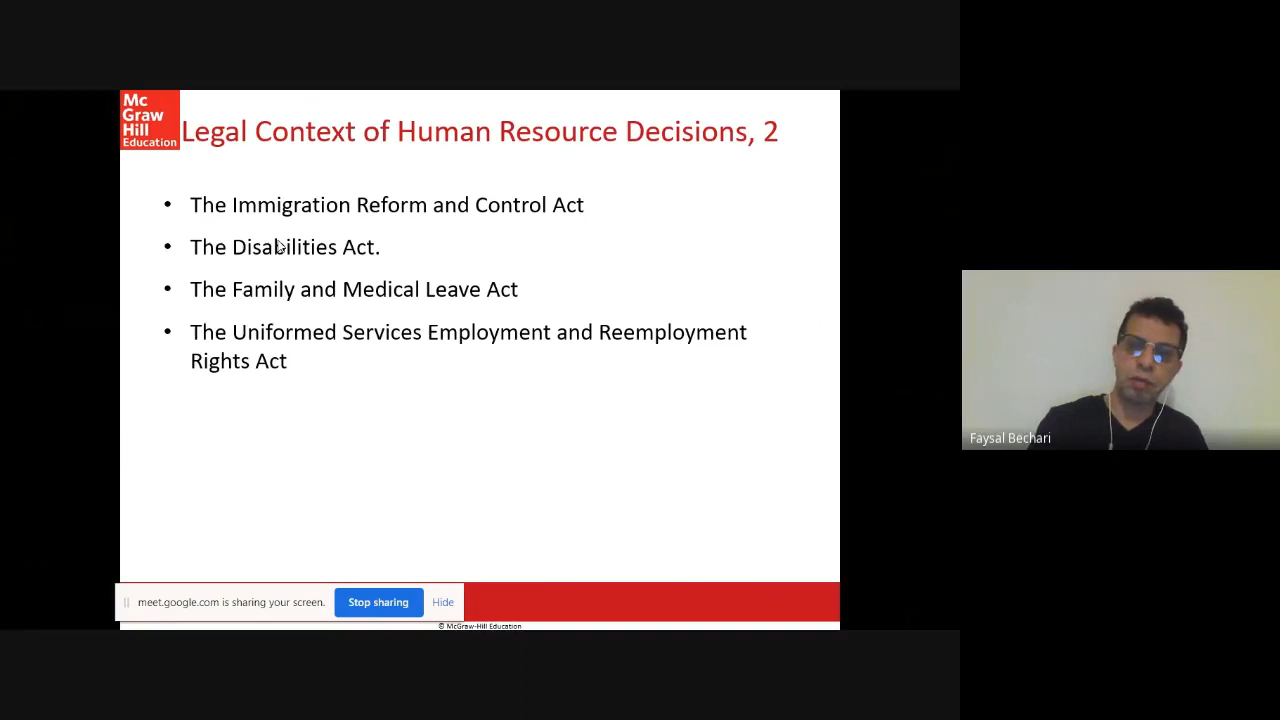 Mc
Graw
Hill
Education
Legal Context of Human Resource Decisions, 2
• The Immigration Reform and Control Act
• The Disabilities Act.
• The Family and Medical Leave Act
• The Uniformed Services Employment and Reemployment
Rights Act
Faysal Bechari
meet.google.com is sharing your screen.
Stop sharing
Hide
© McGraw-Hill Education